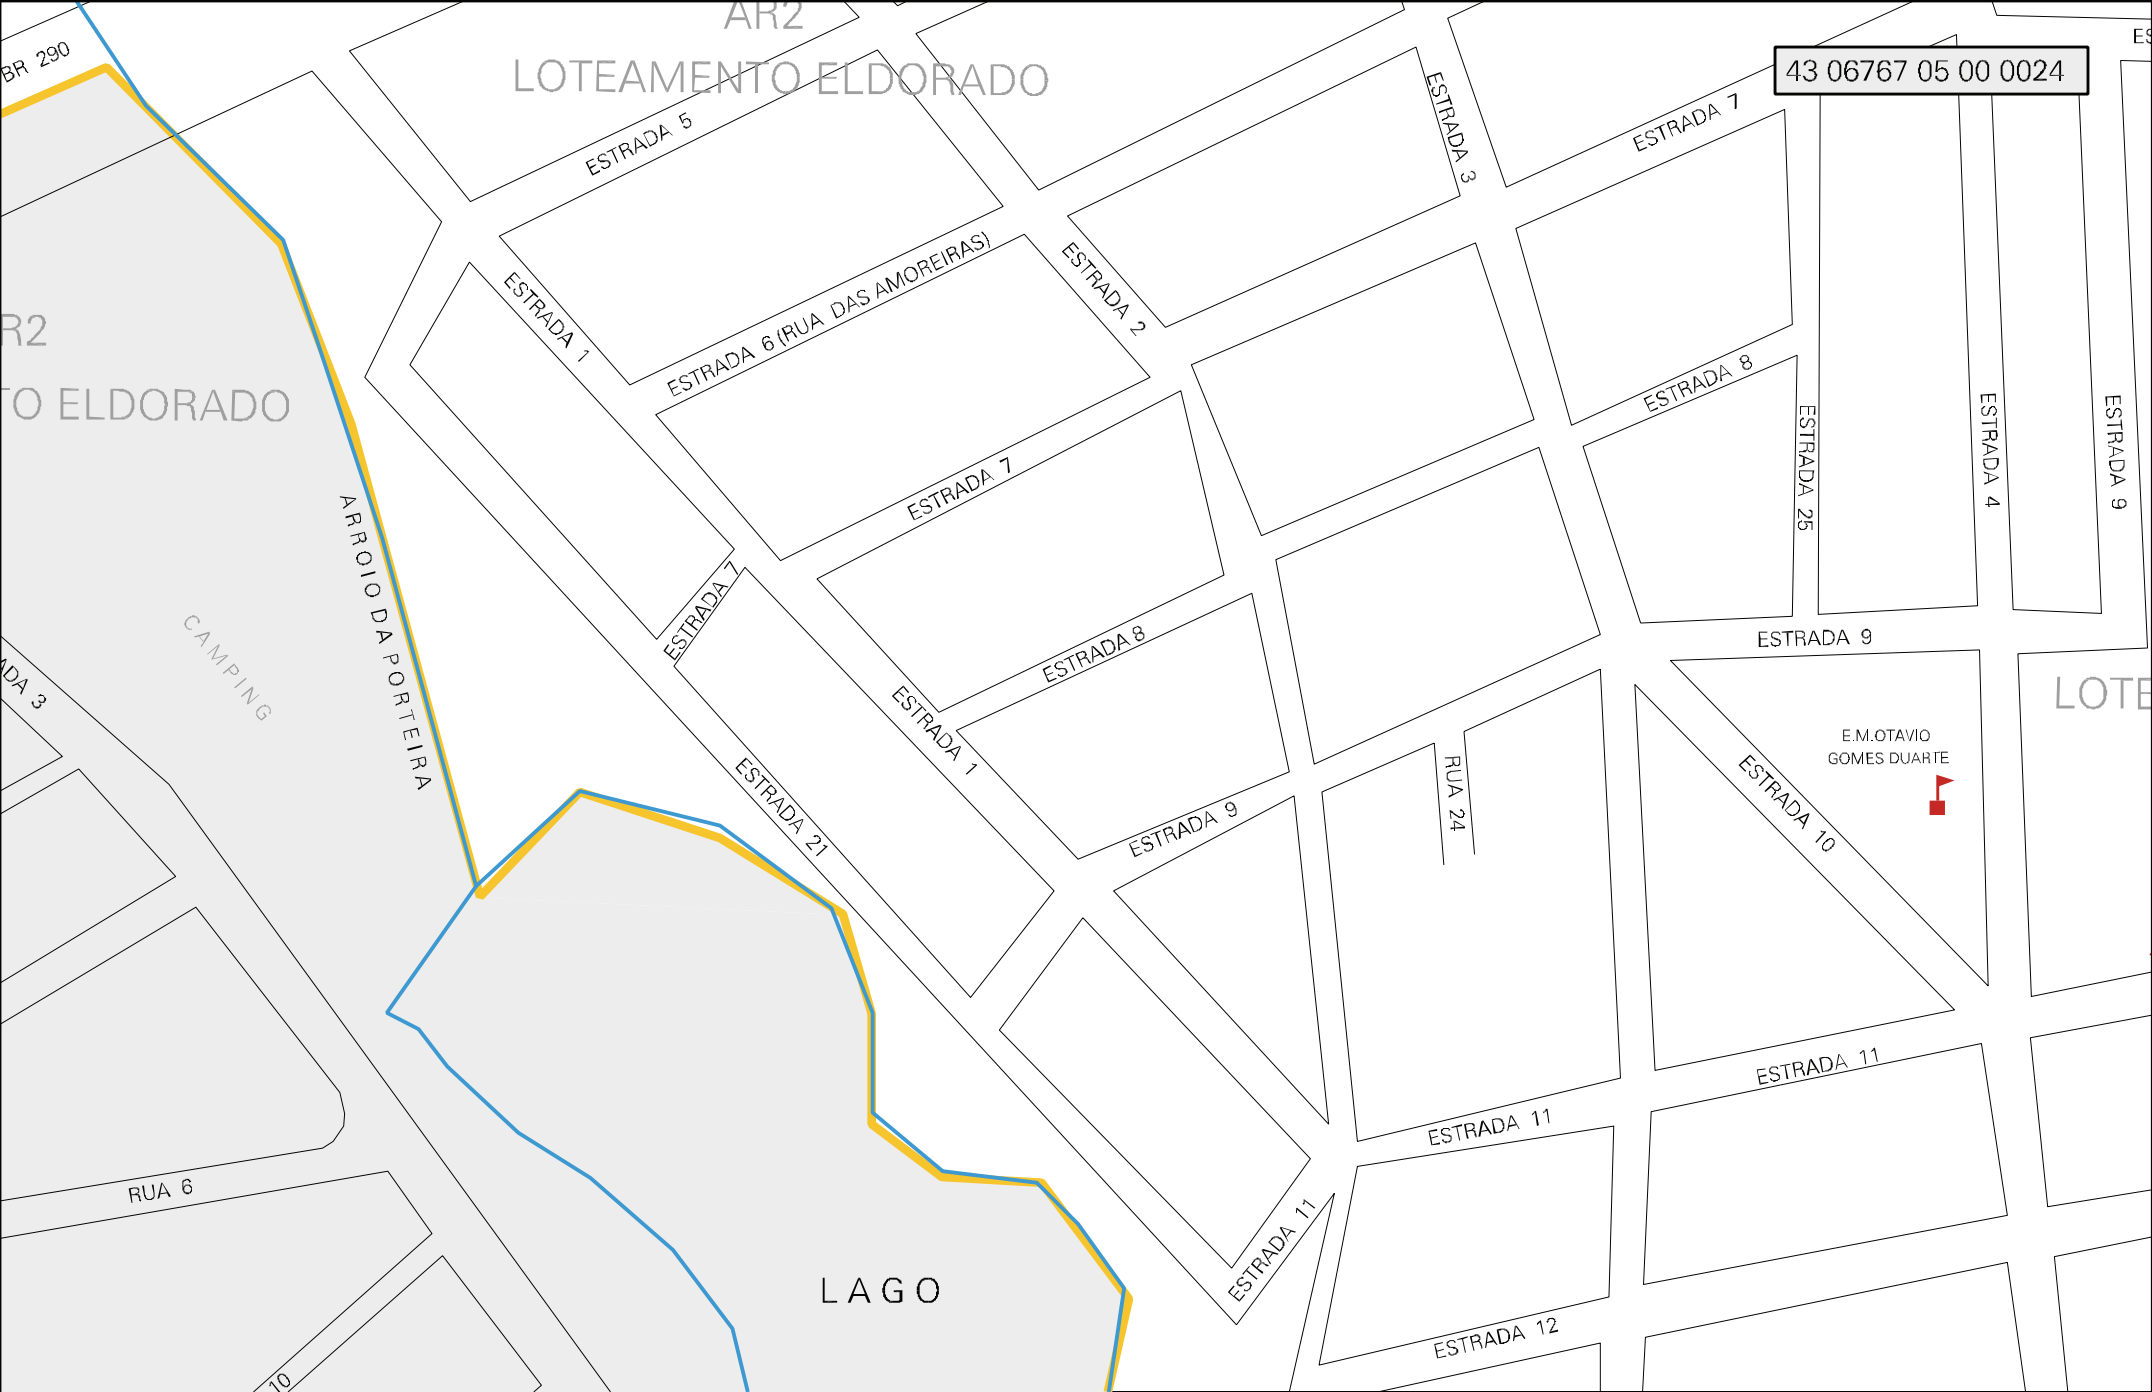 AR2
LOTEAMENTO ELDORADO
43 06767 05 00 0024
BR 290
ESTRADA 5
ESTRADA 3
ESTRADA 7
ESTRADA 6 (RUA DAS AMOREIRAS)
ESTRADA 2
ESTRADA 1
R2
TO ELDORADO
ESTRADA 8
ESTRADA 25
ESTRADA 4
ESTRADA 9
ESTRADA 7
ARROIO DA PORTEIRA
CAMPING
ESTRADA 7
ESTRADA 8
ESTRADA 9
ADA 3
LOTE
ESTRADA 1
E.M.OTAVIO
GOMES DUARTE
RUA 24
ESTRADA 10
ESTRADA 21
ESTRADA 9
ESTRADA 11
ESTRADA 11
RUA 6
ESTRADA 11
LAGO
ESTRADA 12
10